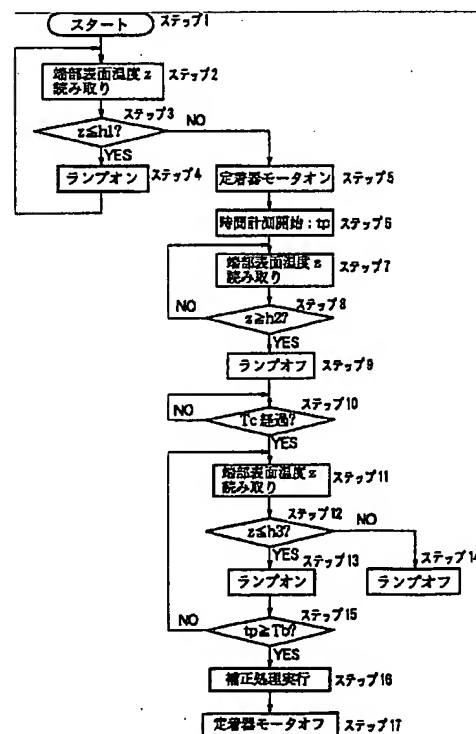 スタート ステップ1
端部表面温度 z ステップ2
読み取り
ステップ3
z≦h1? NO
YES
ランプオン ステップ4
定着器モータオン ステップ5
時間計測開始：tp ステップ6
端部表面温度 z ステップ7
読み取り
ステップ8
NO z≧h2?
YES
ランプオフ ステップ9
ステップ10
NO Tc 経過?
YES
端部表面温度 z ステップ11
読み取り
ステップ12
z≦h3? NO
YES ステップ13 ステップ14
ランプオン ランプオフ
ステップ15
NO tp≧Tb?
YES
補正処理実行 ステップ16
定着器モータオフ ステップ17